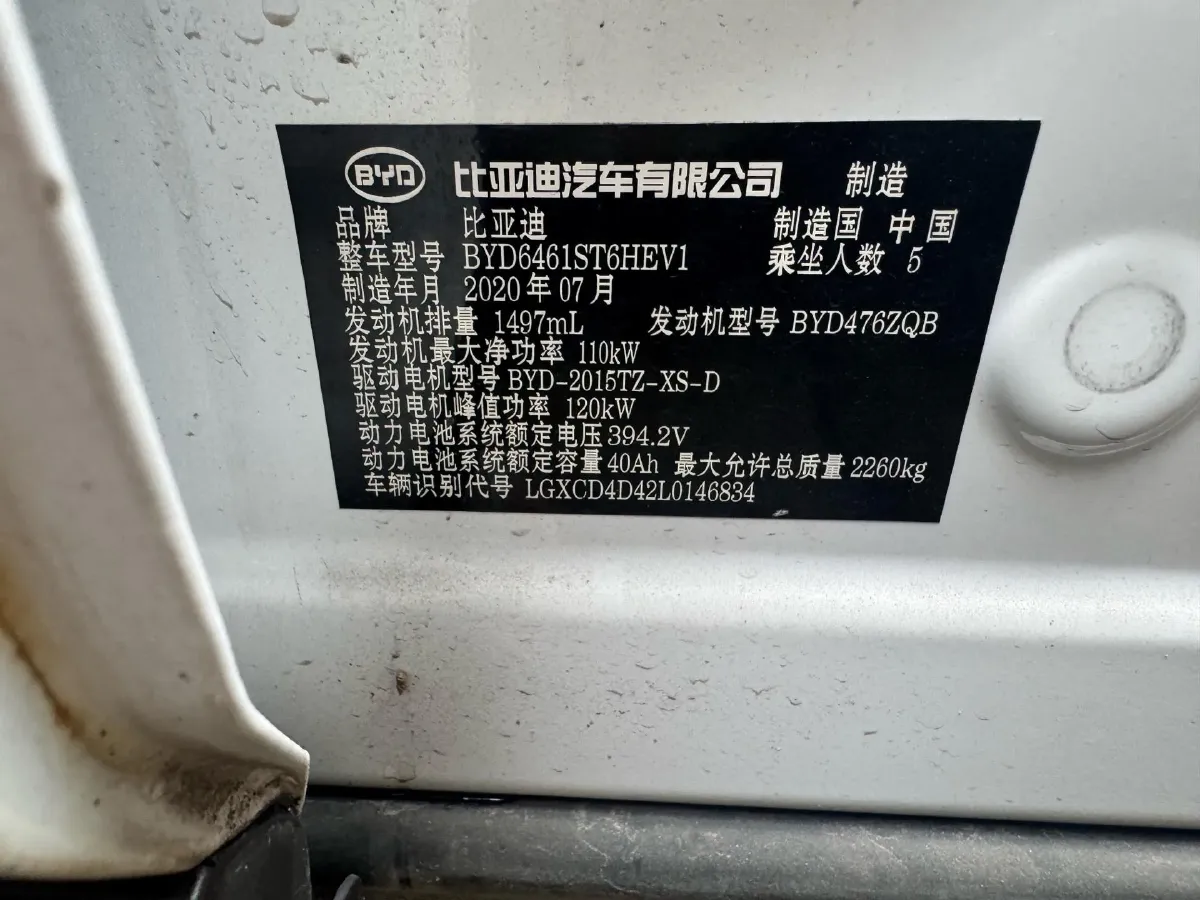 BYD 比亚迪汽车有限公司 制造
品牌 比亚迪 制造国 中国
整车型号 BYD6461ST6HEV1 乘坐人数 5
制造年月 2020 年 07 月
发动机排量 1497mL 发动机型号 BYD476ZQB
发动机最大净功率 110kW
驱动电机型号 BYD-2015TZ-XS-D
驱动电机峰值功率 120kW
动力电池系统额定电压 394.2V
动力电池系统额定容量 40Ah 最大允许总质量 2260kg
车辆识别代号 LGXCD4D42L0146834